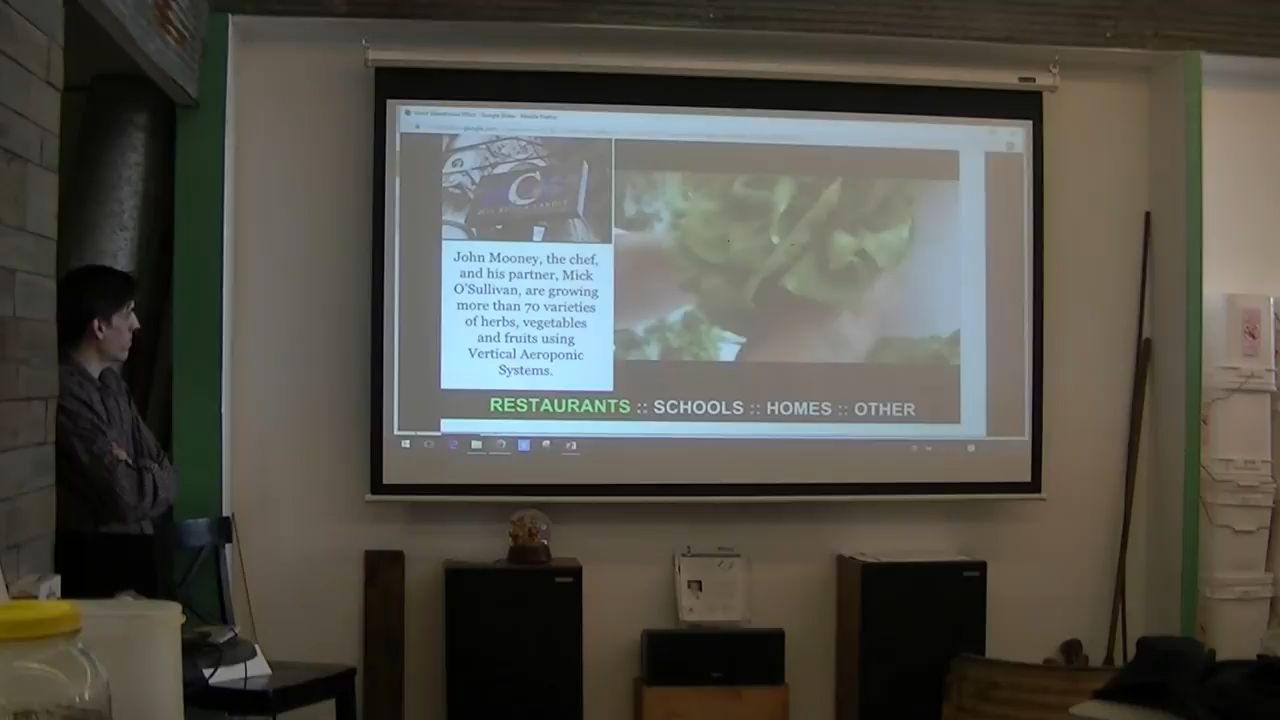 C
John Mooney, the chef,
and his partner, Mick
O'Sullivan, are growing
more than 70 varieties
of herbs, vegetables
and fruits using
Vertical Aeroponic
Systems.
RESTAURANTS :: SCHOOLS :: HOMES :: OTHER